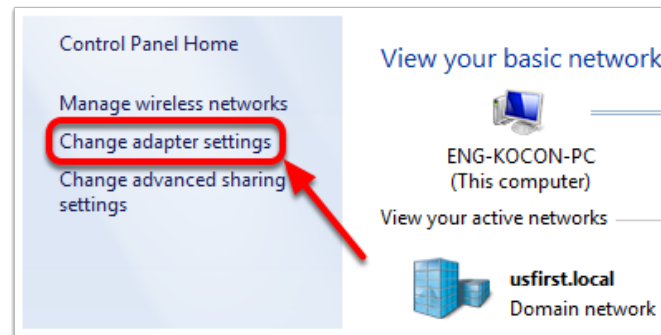 Control Panel Home
Manage wireless networks
Change adapter settings
Change advanced sharing
settings
View your basic network
ENG-KOCON-PC
(This computer)
View your active networks
usfirst.local
Domain network